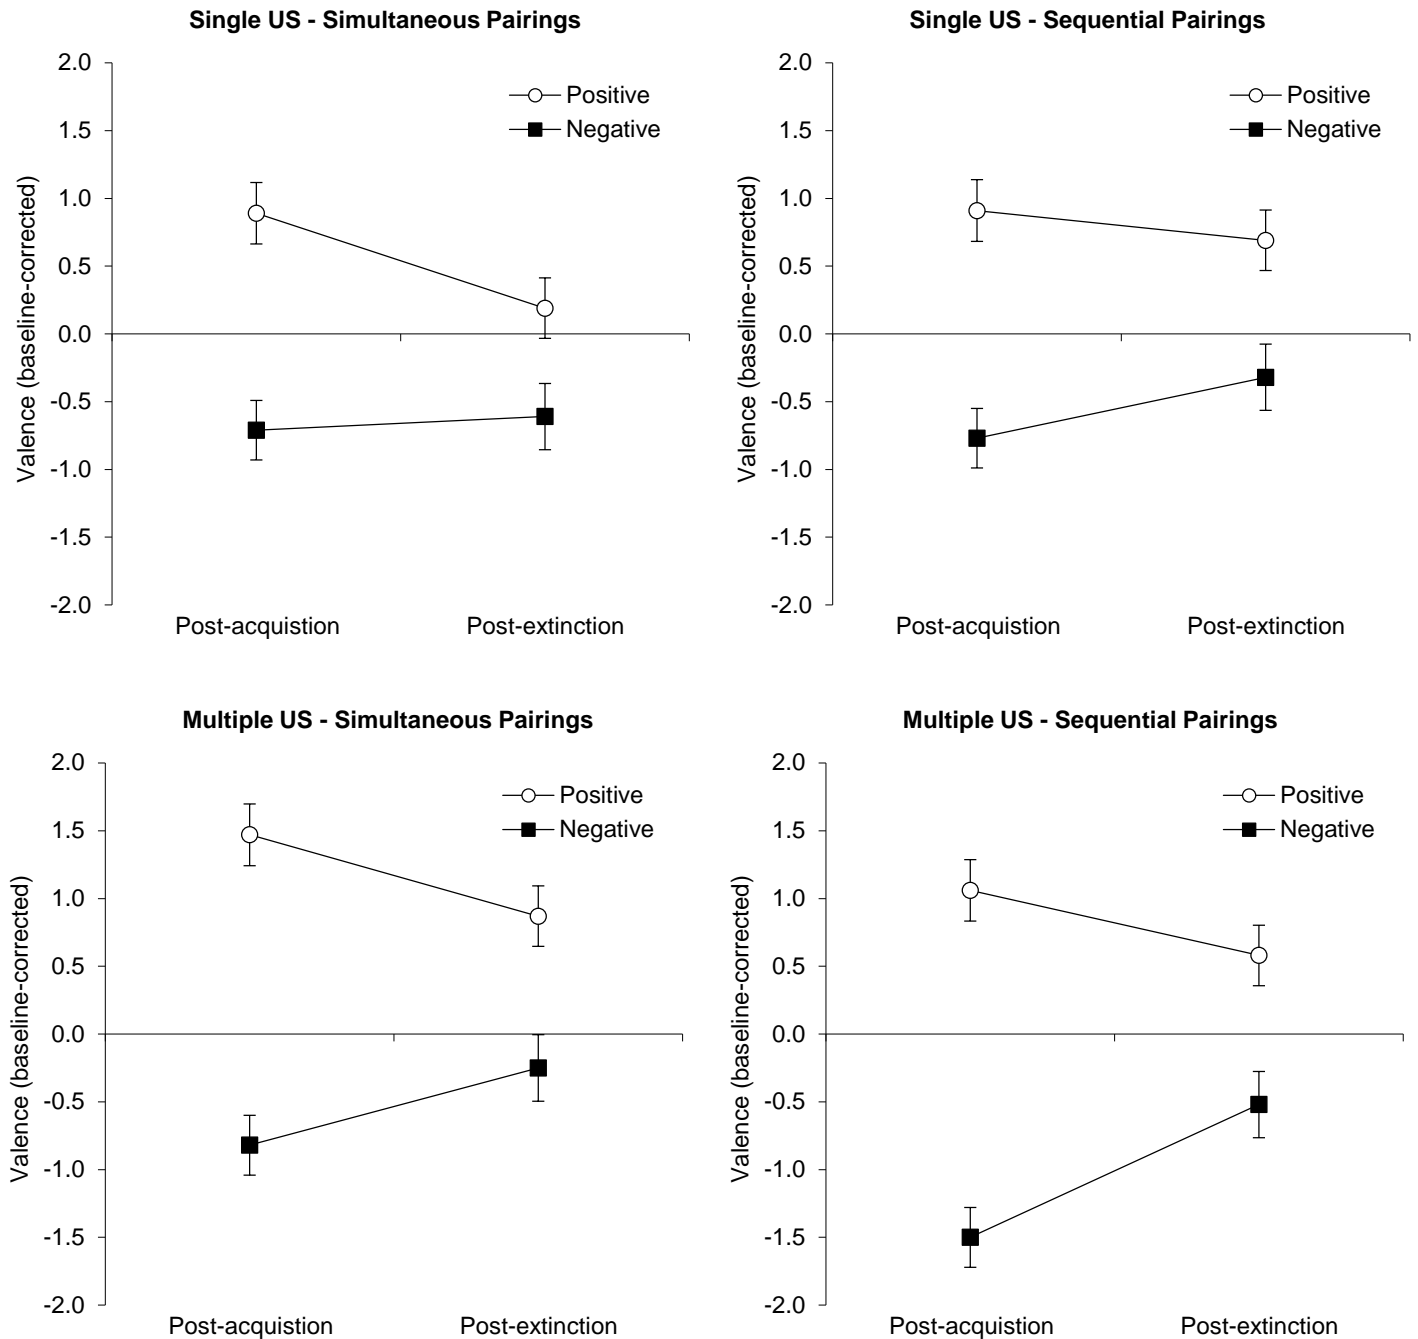 Single US - Simultaneous Pairings
2.0
1.5
1.0
0.5
0.0
-0.5
-1.0
-1.5
-2.0
Valence (baseline-corrected)
Positive
Negative
Post-acquistion Post-extinction
Single US - Sequential Pairings
2.0
1.5
1.0
0.5
0.0
-0.5
-1.0
-1.5
-2.0
Valence (baseline-corrected)
Positive
Negative
Post-acquistion Post-extinction
Multiple US - Simultaneous Pairings
2.0
1.5
1.0
0.5
0.0
-0.5
-1.0
-1.5
-2.0
Valence (baseline-corrected)
Positive
Negative
Post-acquistion Post-extinction
Multiple US - Sequential Pairings
2.0
1.5
1.0
0.5
0.0
-0.5
-1.0
-1.5
-2.0
Valence (baseline-corrected)
Positive
Negative
Post-acquistion Post-extinction